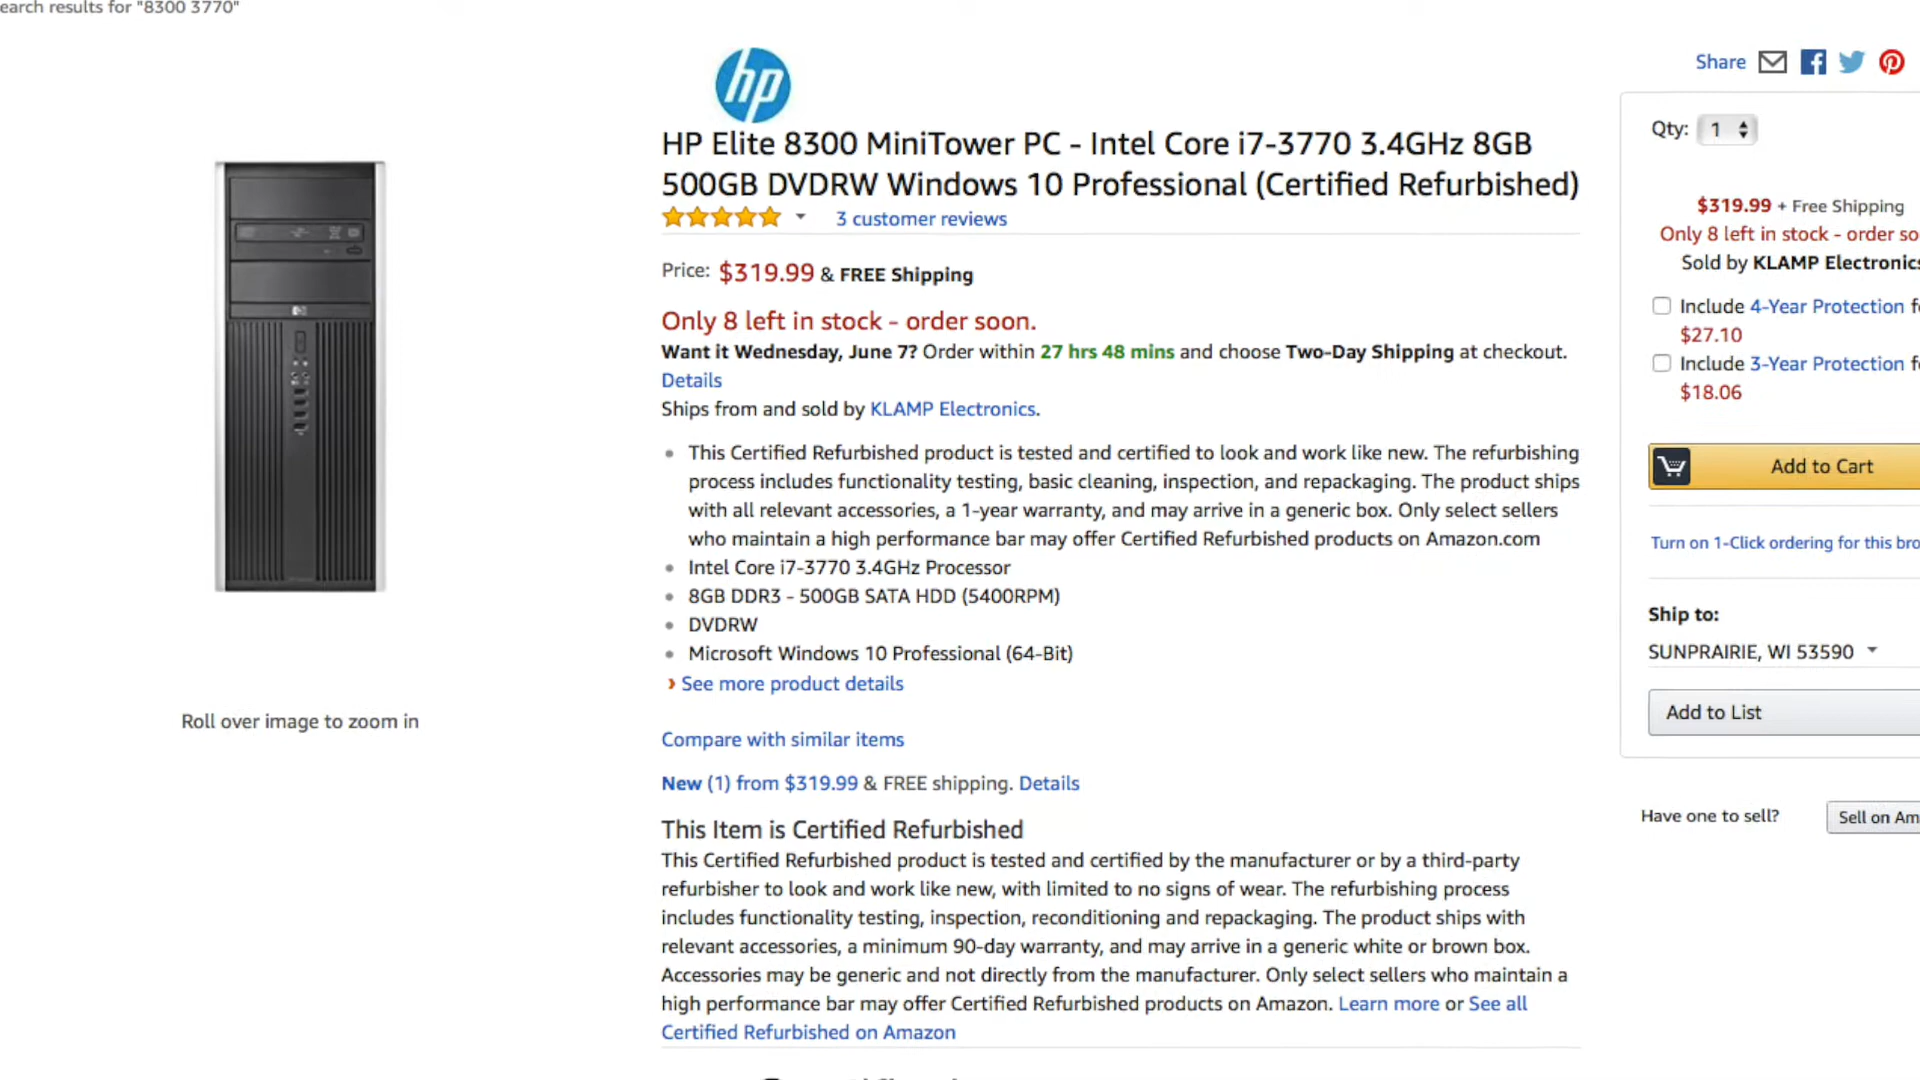 earch results for "8300 3770"
hp
Share
HP Elite 8300 MiniTower PC - Intel Core i7-3770 3.4GHz 8GB
500GB DVDRW Windows 10 Professional (Certified Refurbished)
3 customer reviews
Price: $319.99 & FREE Shipping
Only 8 left in stock - order soon.
Want it Wednesday, June 7? Order within 27 hrs 48 mins and choose Two-Day Shipping at checkout.
Details
Ships from and sold by KLAMP Electronics.
This Certified Refurbished product is tested and certified to look and work like new. The refurbishing
process includes functionality testing, basic cleaning, inspection, and repackaging. The product ships
with all relevant accessories, a 1-year warranty, and may arrive in a generic box. Only select sellers
who maintain a high performance bar may offer Certified Refurbished products on Amazon.com
Intel Core i7-3770 3.4GHz Processor
8GB DDR3 - 500GB SATA HDD (5400RPM)
DVDRW
Microsoft Windows 10 Professional (64-Bit)
› See more product details
Roll over image to zoom in
Compare with similar items
New (1) from $319.99 & FREE shipping. Details
This Item is Certified Refurbished
This Certified Refurbished product is tested and certified by the manufacturer or by a third-party
refurbisher to look and work like new, with limited to no signs of wear. The refurbishing process
includes functionality testing, inspection, reconditioning and repackaging. The product ships with
relevant accessories, a minimum 90-day warranty, and may arrive in a generic white or brown box.
Accessories may be generic and not directly from the manufacturer. Only select sellers who maintain a
high performance bar may offer Certified Refurbished products on Amazon. Learn more or See all
Certified Refurbished on Amazon
Qty: 1
$319.99 + Free Shipping
Only 8 left in stock - order so
Sold by KLAMP Electronics
Include 4-Year Protection f
$27.10
Include 3-Year Protection f
$18.06
Add to Cart
Turn on 1-Click ordering for this bro
Ship to:
SUNPRAIRIE, WI 53590
Add to List
Have one to sell?
Sell on Am